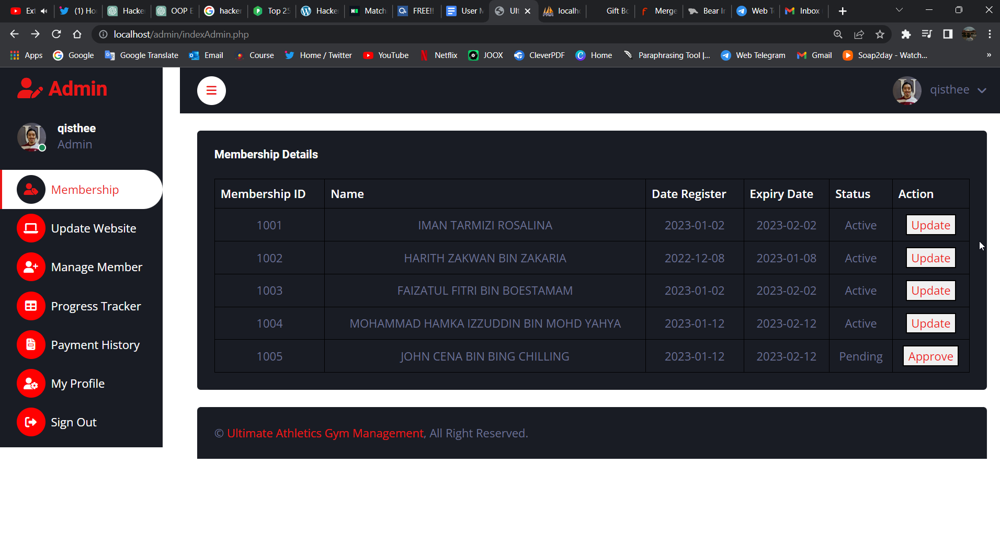 Ext
(1) Ho
Hacke
OOP E
hacker
Top 25
Hacke
Match
FREE!!
User M
Ult
localho
Gift Bo
Merge
Bear In
Web T
Inbox
localhost/admin/indexAdmin.php
Apps
Google
Google Translate
Email
Course
Home / Twitter
YouTube
Netflix
JOOX
CleverPDF
Home
Paraphrasing Tool |...
Web Telegram
Gmail
Soap2day - Watch...
»
Admin
qisthee
qisthee
Admin
Membership
Update Website
Manage Member
Progress Tracker
Payment History
My Profile
Sign Out
Membership Details
Membership ID Name Date Register Expiry Date Status Action
1001 IMAN TARMIZI ROSALINA 2023-01-02 2023-02-02 Active Update
1002 HARITH ZAKWAN BIN ZAKARIA 2022-12-08 2023-01-08 Active Update
1003 FAIZATUL FITRI BIN BOESTAMAM 2023-01-02 2023-02-02 Active Update
1004 MOHAMMAD HAMKA IZZUDDIN BIN MOHD YAHYA 2023-01-12 2023-02-12 Active Update
1005 JOHN CENA BIN BING CHILLING 2023-01-12 2023-02-12 Pending Approve
© Ultimate Athletics Gym Management, All Right Reserved.